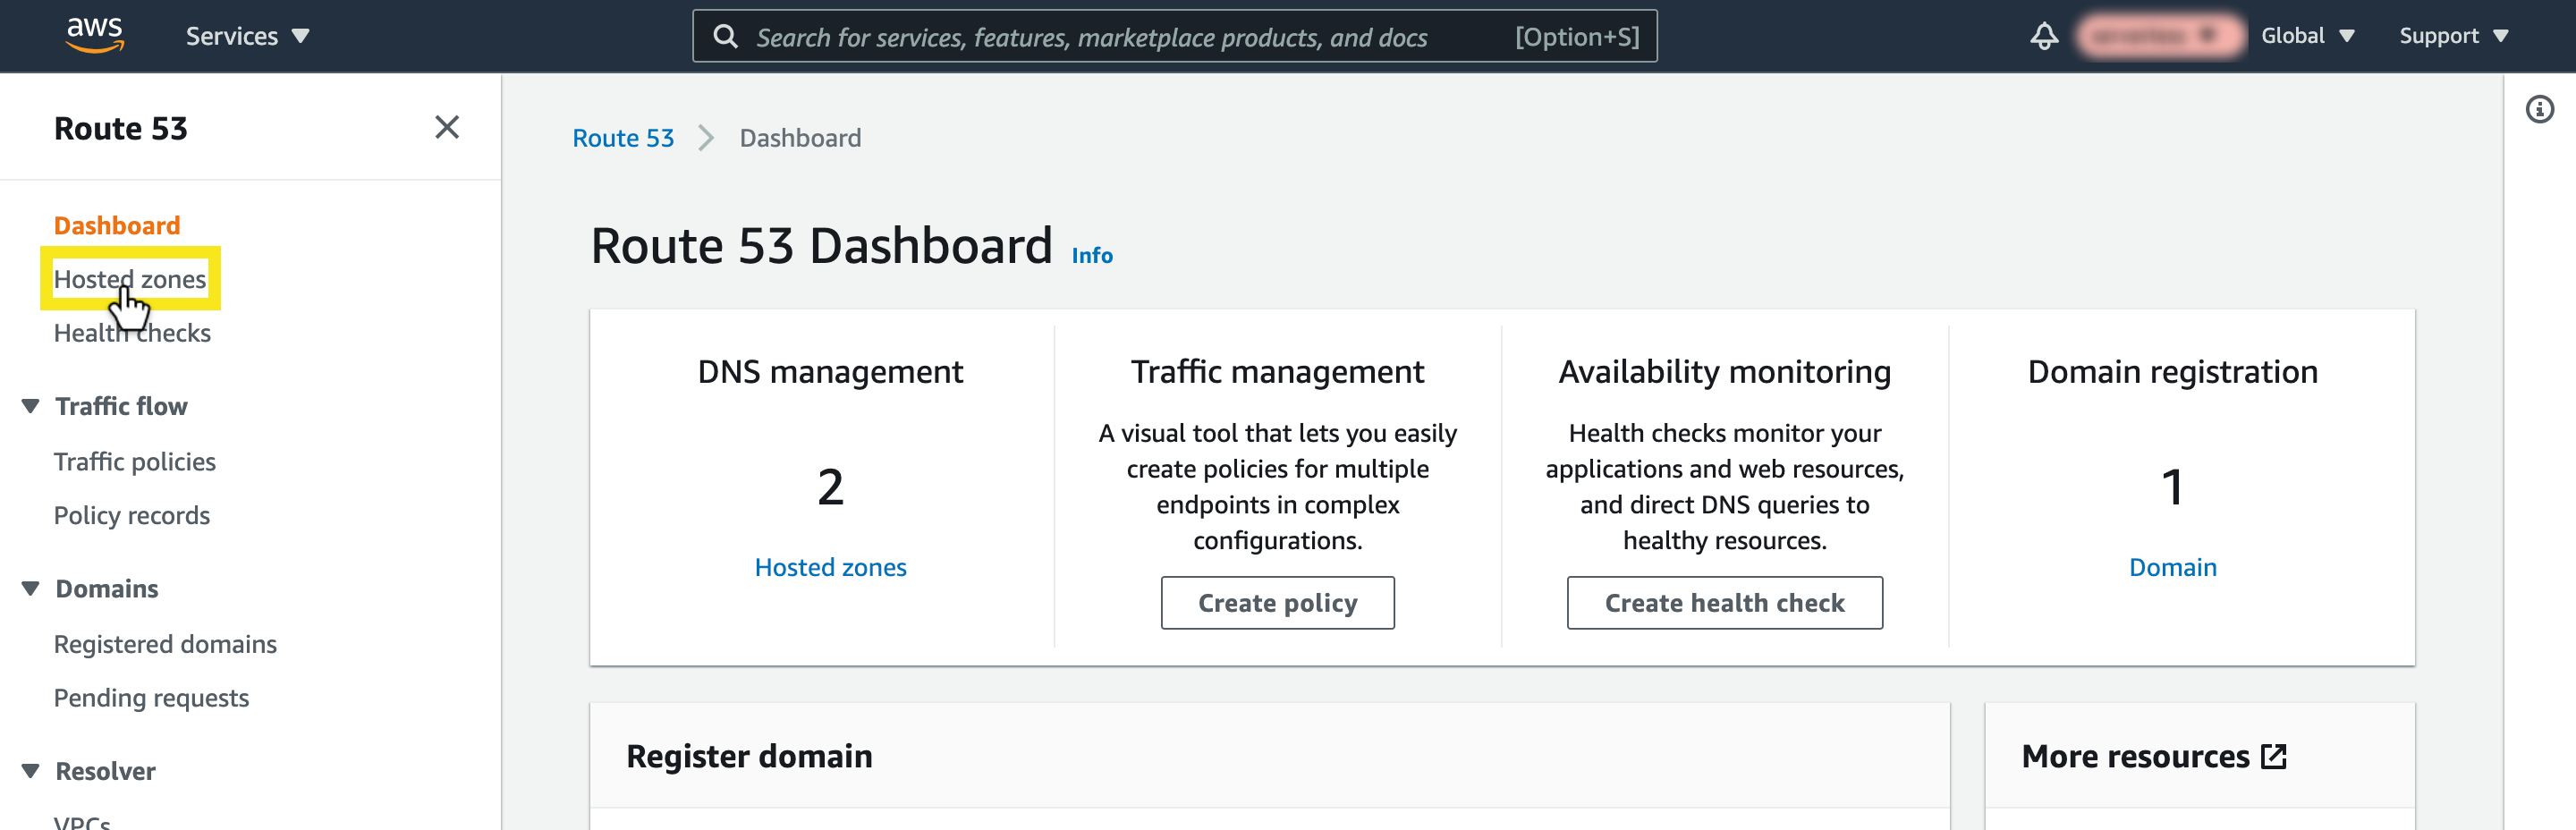 aws
Services
Search for services, features, marketplace products, and docs
[Option+S]
Global
Support
Route 53
Dashboard
Hosted zones
Health checks
Traffic flow
Traffic policies
Policy records
Domains
Registered domains
Pending requests
Resolver
VPCs
Route 53
Dashboard
Route 53 Dashboard Info
DNS management
2
Hosted zones
Traffic management
A visual tool that lets you easily
create policies for multiple
endpoints in complex
configurations.
Create policy
Availability monitoring
Health checks monitor your
applications and web resources,
and direct DNS queries to
healthy resources.
Create health check
Domain registration
1
Domain
Register domain
More resources